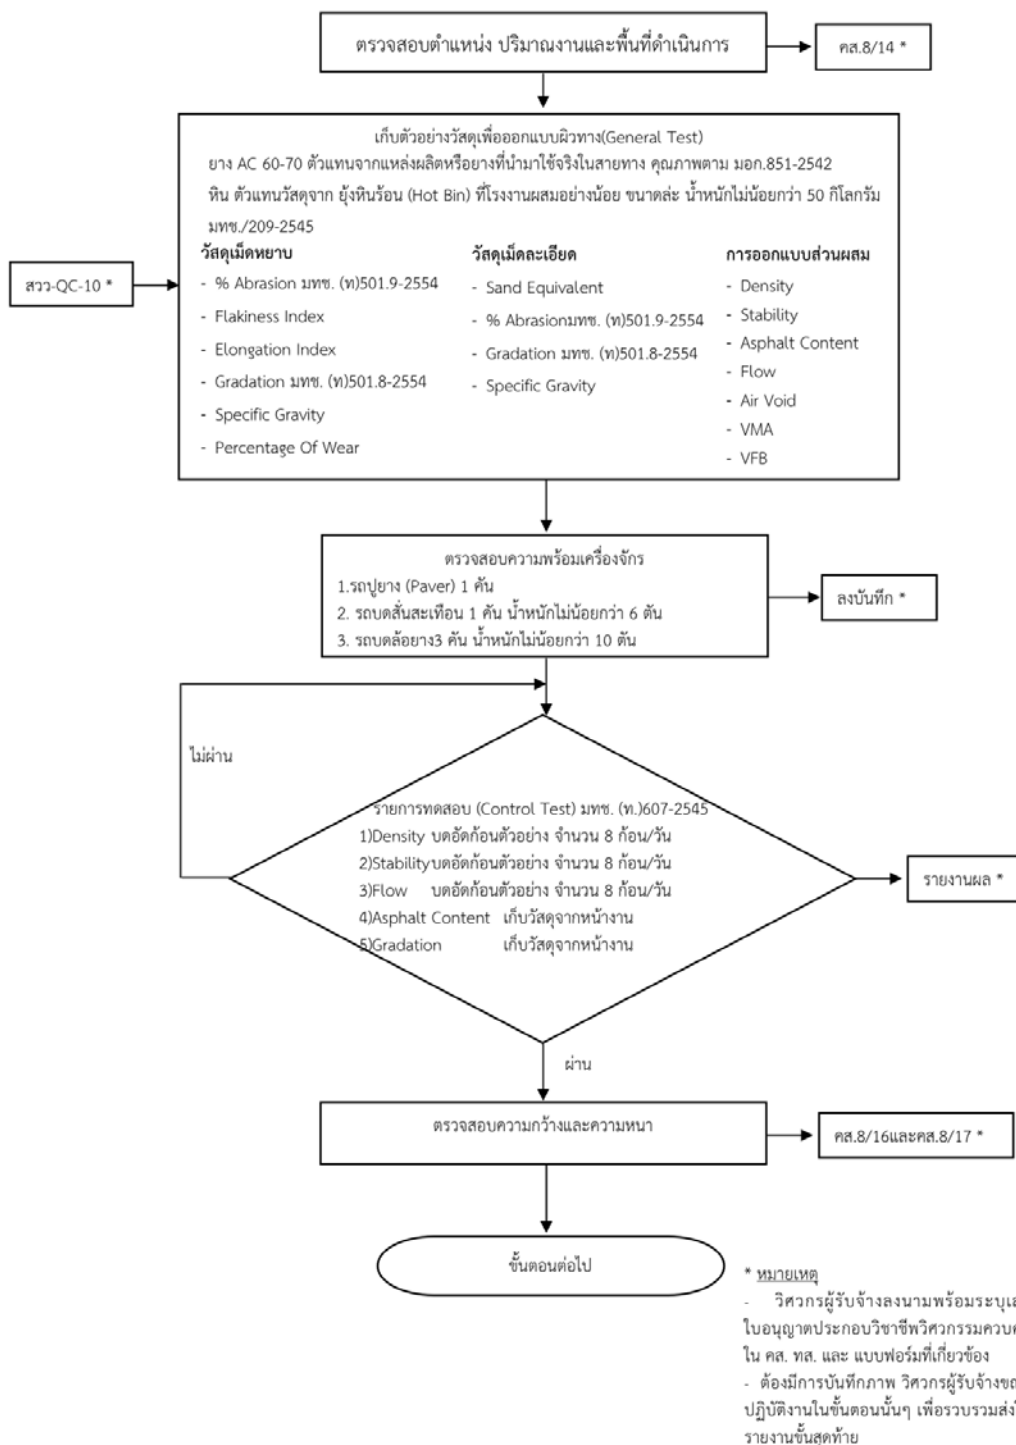 ตรวจสอบตำแหน่ง ปริมาณงานและพื้นที่ดำเนินการ
คส.8/14 *
เก็บตัวอย่างวัสดุเพื่อออกแบบผิวทาง(General Test)
ยาง AC 60-70 ตัวแทนจากแหล่งผลิตหรือยางที่นำมาใช้จริงในสายทาง คุณภาพตาม มอก.851-2542
หิน ตัวแทนวัสดุจาก ยุ้งหินร้อน (Hot Bin) ที่โรงงานผสมอย่างน้อย ขนาดล่ะ น้ำหนักไม่น้อยกว่า 50 กิโลกรัม
มทช./209-2545
สวว-QC-10 *
วัสดุเม็ดหยาบ
- % Abrasion มทช. (ท)501.9-2554
- Flakiness Index
- Elongation Index
- Gradation มทช. (ท)501.8-2554
- Specific Gravity
- Percentage Of Wear
วัสดุเม็ดละเอียด
- Sand Equivalent
- % Abrasionมทช. (ท)501.9-2554
- Gradation มทช. (ท)501.8-2554
- Specific Gravity
การออกแบบส่วนผสม
- Density
- Stability
- Asphalt Content
- Flow
- Air Void
- VMA
- VFB
ตรวจสอบความพร้อมเครื่องจักร
1.รถปูยาง (Paver) 1 คัน
2. รถบดสั่นสะเทือน 1 คัน น้ำหนักไม่น้อยกว่า 6 ตัน
3. รถบดล้อยาง3 คัน น้ำหนักไม่น้อยกว่า 10 ตัน
ลงบันทึก *
ไม่ผ่าน
รายการทดสอบ (Control Test) มทช. (ท.)607-2545
1)Density บดอัดก้อนตัวอย่าง จำนวน 8 ก้อน/วัน
2)Stability บดอัดก้อนตัวอย่าง จำนวน 8 ก้อน/วัน
3)Flow บดอัดก้อนตัวอย่าง จำนวน 8 ก้อน/วัน
4)Asphalt Content เก็บวัสดุจากหน้างาน
5)Gradation เก็บวัสดุจากหน้างาน
รายงานผล *
ผ่าน
ตรวจสอบความกว้างและความหนา
คส.8/16และคส.8/17 *
ขั้นตอนต่อไป
* หมายเหตุ
- วิศวกรผู้รับจ้างลงนามพร้อมระบุ
ใบอนุญาตประกอบวิชาชีพวิศวกรรม
ใน คส. ทส. และ แบบฟอร์มที่เกี่ยวข้อง
- ต้องมีการบันทึกภาพ วิศวกรผู้รับจ้าง
ปฏิบัติงานในขั้นตอนนั้นๆ เพื่อรวบรวมส่ง
รายงานขั้นสุดท้าย